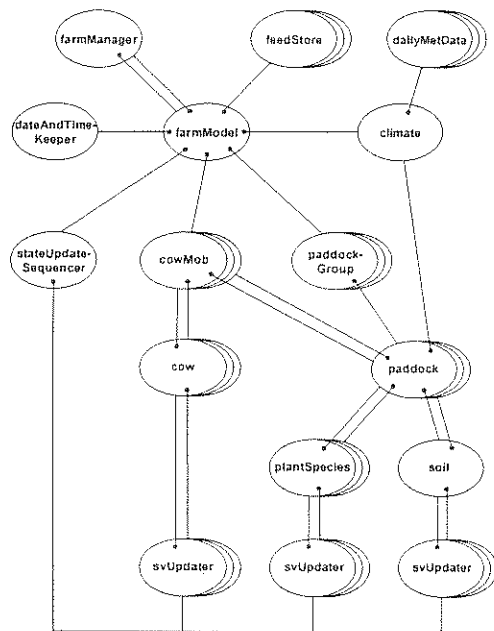 farmManager
feedStore
dailyMetData
dateAndTime-
Keeper
farmModel
climate
stateUpdate-
Sequencer
cowMob
paddock-
Group
cow
paddock
plantSpecies
soil
svUpdater
svUpdater
svUpdater